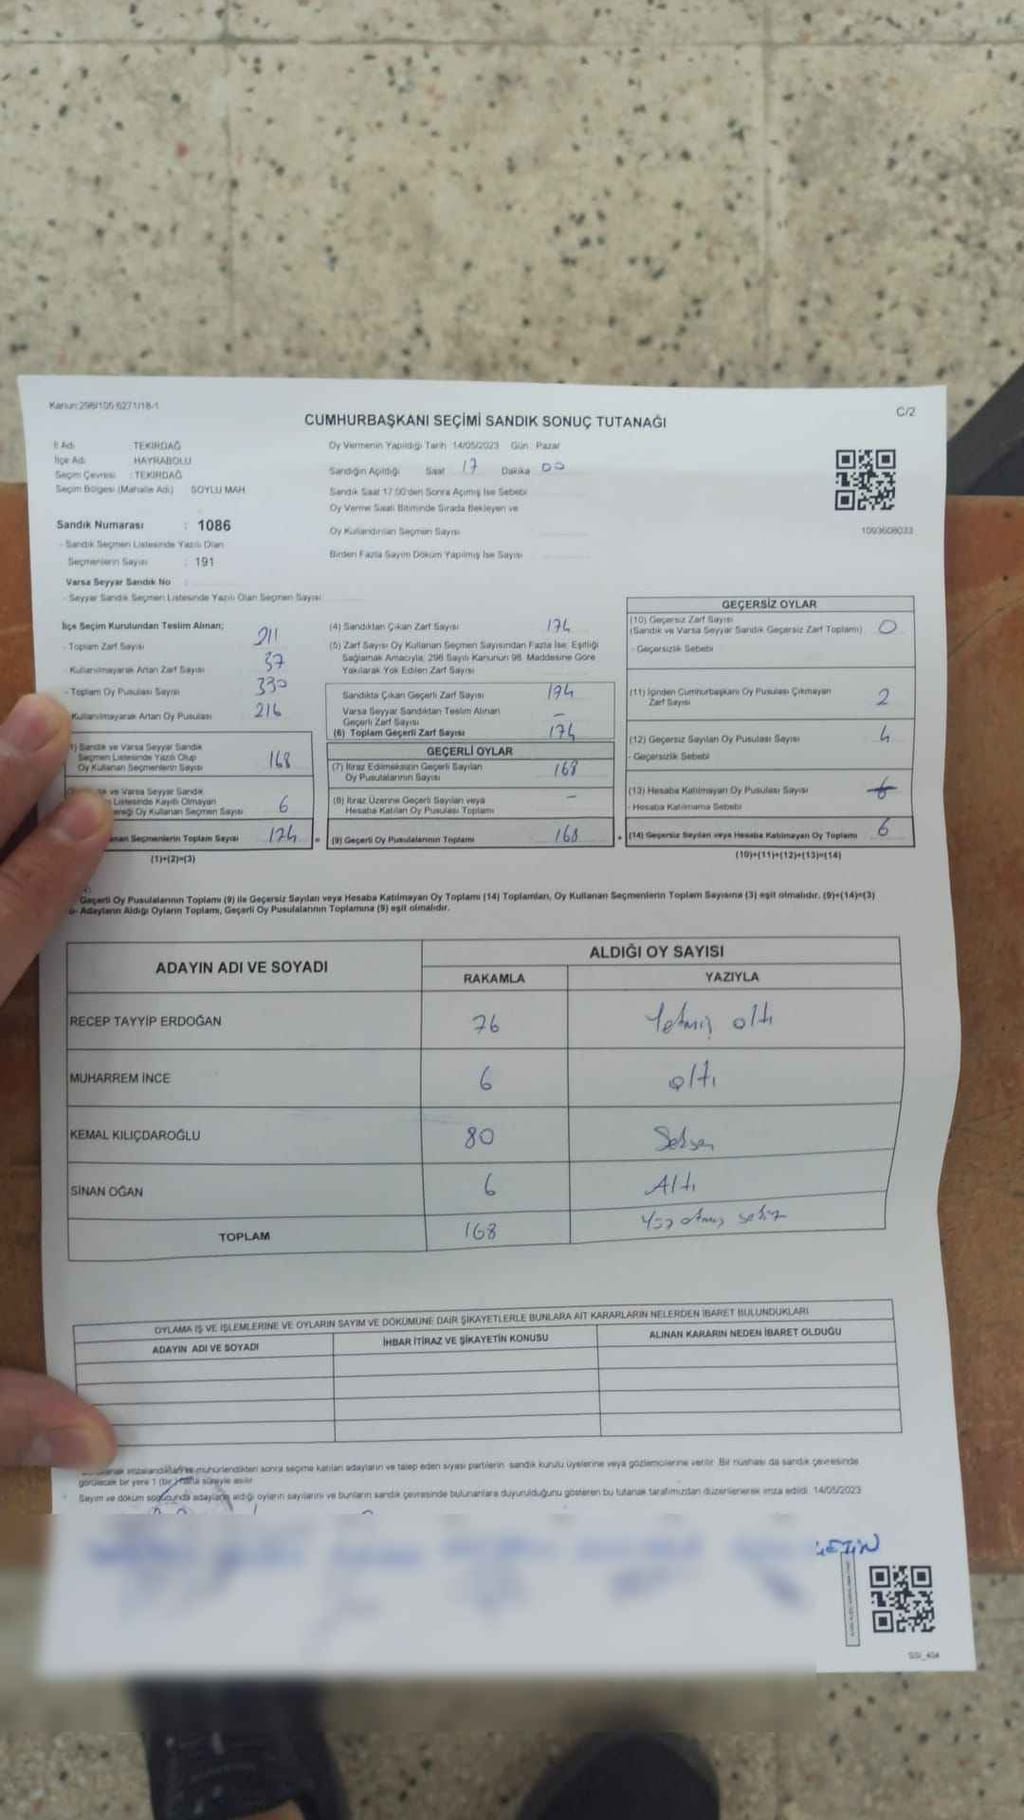 Kanun:298/105 6271/18-1
C/2
CUMHURBAŞKANI SEÇİMİ SANDIK SONUÇ TUTANAĞI
İl Adı : TEKİRDAĞ
İlçe Adı : HAYRABOLU
Seçim Çevresi : TEKİRDAĞ
Seçim Bölgesi (Mahalle Adı) SOYLU MAH
Sandık Numarası : 1086
- Sandık Seçmen Listesinde Yazılı Olan
Seçmenlerin Sayısı : 191
Varsa Seyyar Sandık No
- Seyyar Sandık Seçmen Listesinde Yazılı Olan Seçmen Sayısı:
Oy Vermenin Yapıldığı Tarih 14/05/2023 Gün : Pazar
Sandığın Açıldığı Saat 17 Dakika 00
Sandık Saat 17:00'den Sonra Açılmış İse Sebebi
Oy Verme Saati Bitiminde Sırada Bekleyen ve
Oy Kullandırılan Seçmen Sayısı
Birden Fazla Sayım Döküm Yapılmış İse Sayısı
1093608033
İlçe Seçim Kurulundan Teslim Alınan;
- Toplam Zarf Sayısı 211
- Kullanılmayarak Artan Zarf Sayısı 37
- Toplam Oy Pusulası Sayısı 330
Kullanılmayarak Artan Oy Pusulası 216
1) Sandık ve Varsa Seyyar Sandık
Seçmen Listesinde Yazılı Olup
Oy Kullanan Seçmenlerin Sayısı 168
ve Varsa Seyyar Sandık
Listesinde Kayıtlı Olmayan
Oy Kullanan Seçmen Sayısı 6
Seçmenlerin Toplam Sayısı 174
(1)+(2)=(3)
(4) Sandıktan Çıkan Zarf Sayısı 174
(5) Zarf Sayısı Oy Kullanan Seçmen Sayısından Fazla İse; Eşitliği
Sağlamak Amacıyla, 298 Sayılı Kanunun 98. Maddesine Göre
Yakılarak Yok Edilen Zarf Sayısı
Sandıkta Çıkan Geçerli Zarf Sayısı 174
Varsa Seyyar Sandıktan Teslim Alınan
Geçerli Zarf Sayısı –
(6) Toplam Geçerli Zarf Sayısı 174
GEÇERLİ OYLAR
(7) İtiraz Edilmeksizin Geçerli Sayılan
Oy Pusulalarının Sayısı 168
(8) İtiraz Üzerine Geçerli Sayılan veya
Hesaba Katılan Oy Pusulası Toplamı –
= (9) Geçerli Oy Pusulalarının Toplamı 168
GEÇERSİZ OYLAR
(10) Geçersiz Zarf Sayısı
(Sandık ve Varsa Seyyar Sandık Geçersiz Zarf Toplamı) 0
- Geçersizlik Sebebi
(11) İçinden Cumhurbaşkanı Oy Pusulası Çıkmayan
Zarf Sayısı 2
(12) Geçersiz Sayılan Oy Pusulası Sayısı 4
- Geçersizlik Sebebi
(13) Hesaba Katılmayan Oy Pusulası Sayısı
- Hesaba Katılmama Sebebi
+ (14) Geçersiz Sayılan veya Hesaba Katılmayan Oy Toplamı 6
(10)+(11)+(12)+(13)=(14)
Geçerli Oy Pusulalarının Toplamı (9) ile Geçersiz Sayılan veya Hesaba Katılmayan Oy Toplamı (14) Toplamları, Oy Kullanan Seçmenlerin Toplam Sayısına (3) eşit olmalıdır. (9)+(14)=(3)
b- Adayların Aldığı Oyların Toplamı, Geçerli Oy Pusulalarının Toplamına (9) eşit olmalıdır.
ADAYIN ADI VE SOYADI
ALDIĞI OY SAYISI
RAKAMLA YAZIYLA
RECEP TAYYİP ERDOĞAN 76 Yetmiş altı
MUHARREM İNCE 6 altı
KEMAL KILIÇDAROĞLU 80 Seksen
SİNAN OĞAN 6 Altı
TOPLAM 168 Yüz otmış sekiz
OYLAMA İŞ VE İŞLEMLERİNE VE OYLARIN SAYIM VE DÖKÜMÜNE DAİR ŞİKAYETLERLE BUNLARA AİT KARARLARIN NELERDEN İBARET BULUNDUKLARI
ADAYIN ADI VE SOYADI İHBAR İTİRAZ VE ŞİKAYETİN KONUSU ALINAN KARARIN NEDEN İBARET OLDUĞU
imzalandıktan ve mühürlendikten sonra seçime katılan adayların ve talep eden siyasi partilerin sandık kurulu üyelerine veya gözlemcilerine verilir. Bir nüshası da sandık çevresinde
görülecek bir yere 1 (bir) hafta süreyle asılır.
Sayım ve döküm sonucunda adayların aldığı oyların sayılarını ve bunların sandık çevresinde bulunanlara duyurulduğunu gösteren bu tutanak tarafımızdan düzenlenerek imza edildi. 14/05/2023
SSI_404